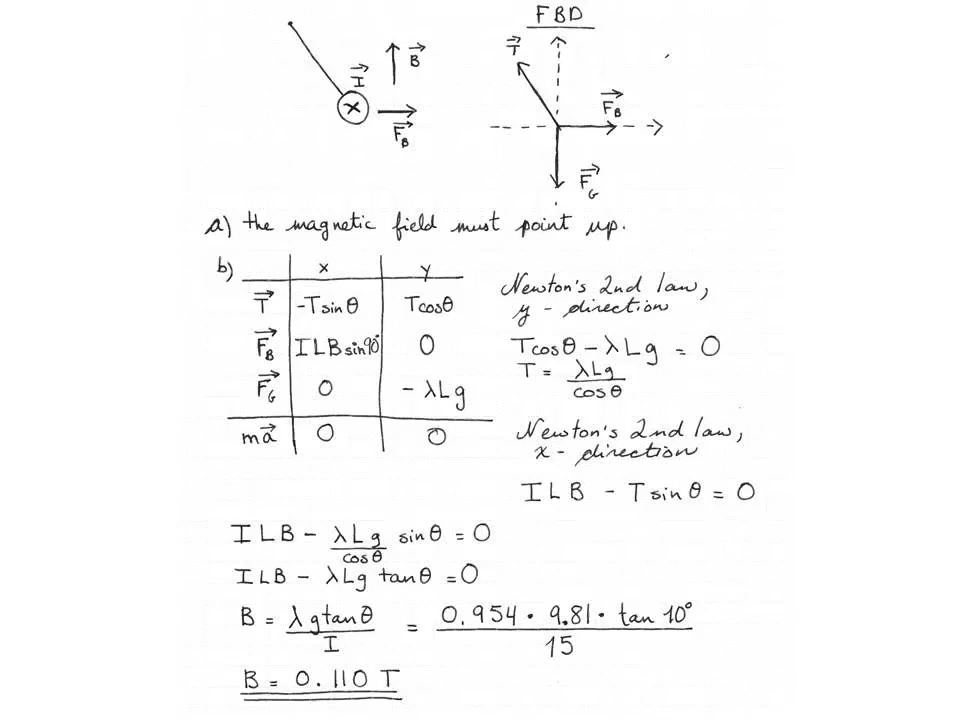 FBD
T
I
B
F_B
F_B
F_G
a) the magnetic field must point up.
b)
x y
T -Tsinθ Tcosθ
F_B ILBsin90° 0
F_G 0 -λLg
ma 0 0
Newton's 2nd law,
y - direction
Tcosθ - λLg = 0
T = λLg / cosθ
Newton's 2nd law,
x - direction
ILB - Tsinθ = 0
ILB - λLg / cosθ sinθ = 0
ILB - λLg tanθ = 0
B = λgtanθ / I = 0.954 · 9.81 · tan 10° / 15
B = 0.110 T